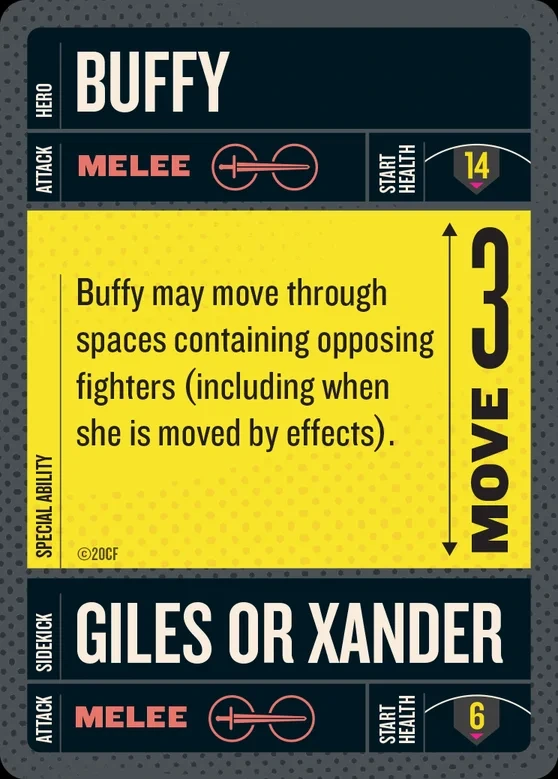 HERO
BUFFY
ATTACK
MELEE
START
HEALTH
14
SPECIAL ABILITY
Buffy may move through
spaces containing opposing
fighters (including when
she is moved by effects).
©20CF
MOVE 3
SIDEKICK
GILES OR XANDER
ATTACK
MELEE
START
HEALTH
6